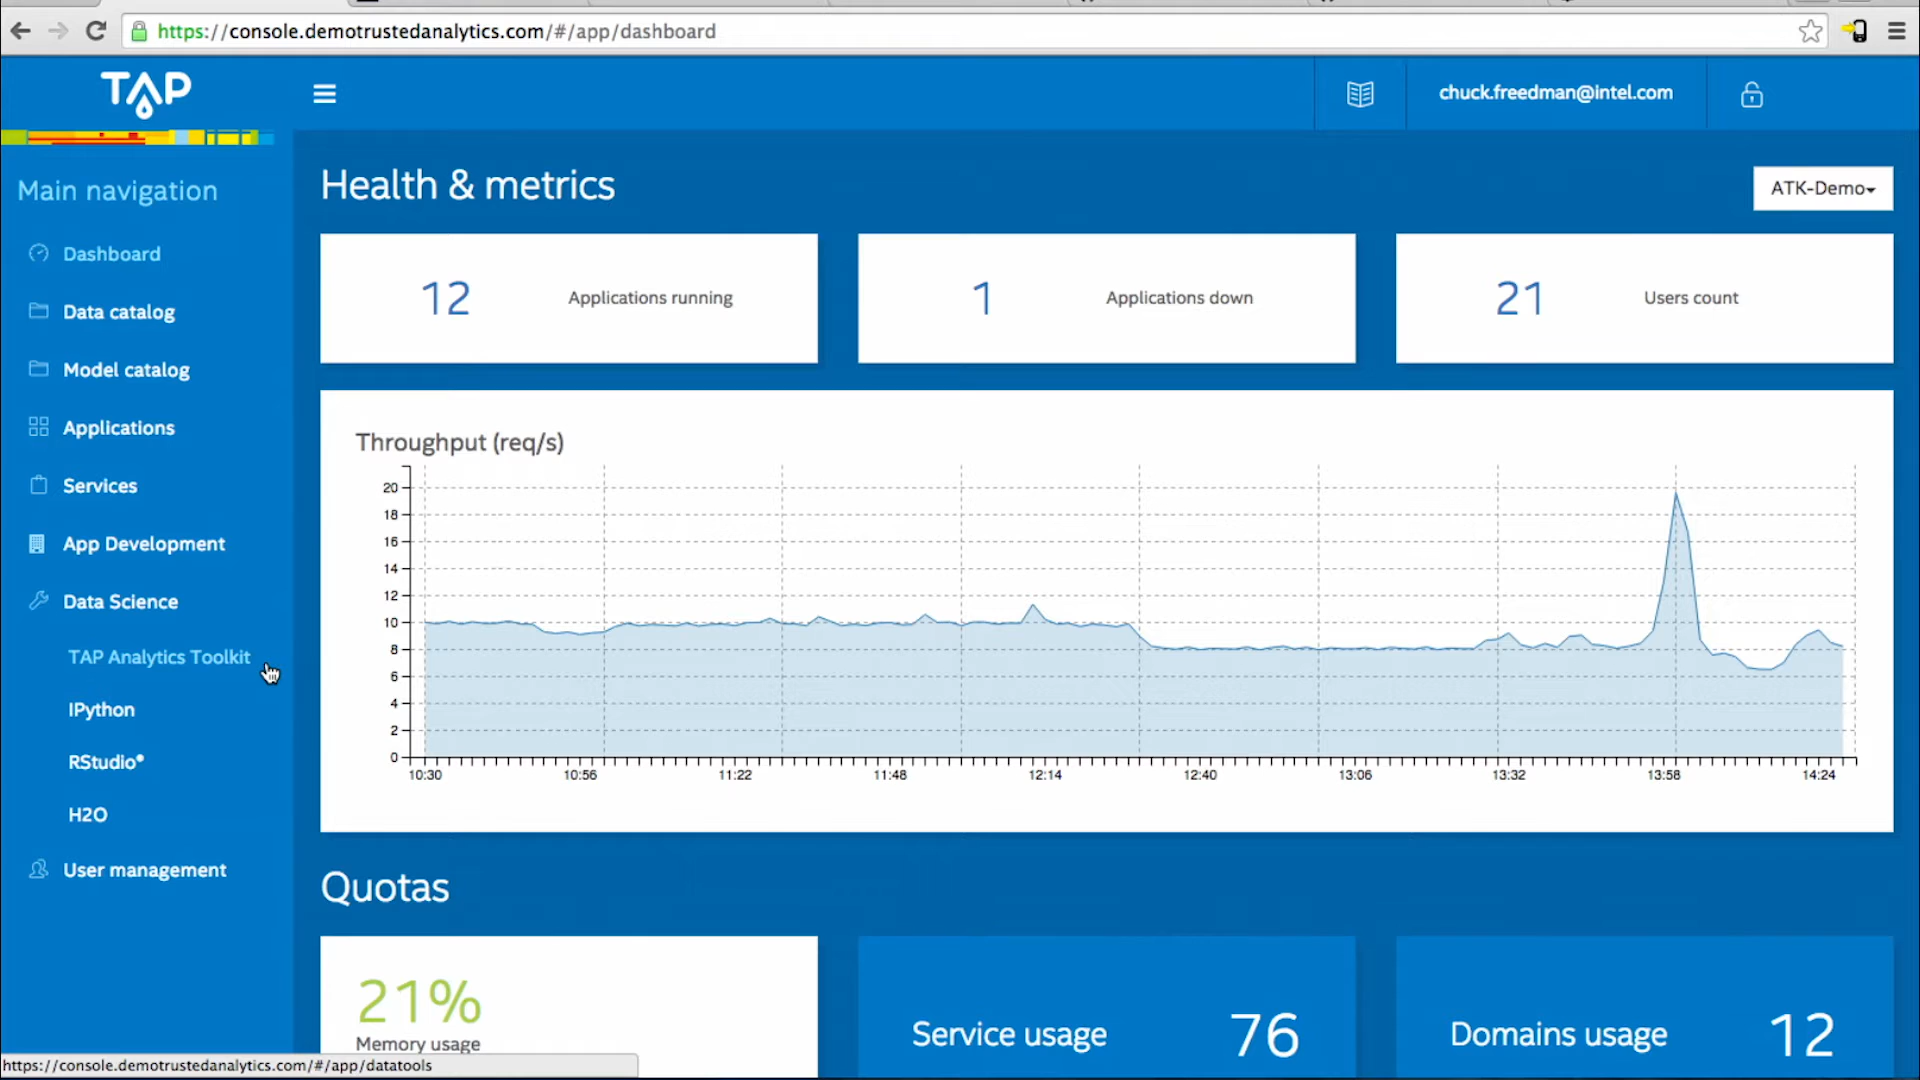 https://console.demotrustedanalytics.com/#/app/dashboard
TAP
chuck.freedman@intel.com
Main navigation
Dashboard
Data catalog
Model catalog
Applications
Services
App Development
Data Science
TAP Analytics Toolkit
IPython
RStudio®
H2O
User management
Health & metrics
ATK-Demo
12 Applications running
1 Applications down
21 Users count
Throughput (req/s)
20
18
16
14
12
10
8
6
4
2
0
10:30 10:56 11:22 11:48 12:14 12:40 13:06 13:32 13:58 14:24
Quotas
21%
Memory usage
Service usage 76
Domains usage 12
https://console.demotrustedanalytics.com/#/app/datatools